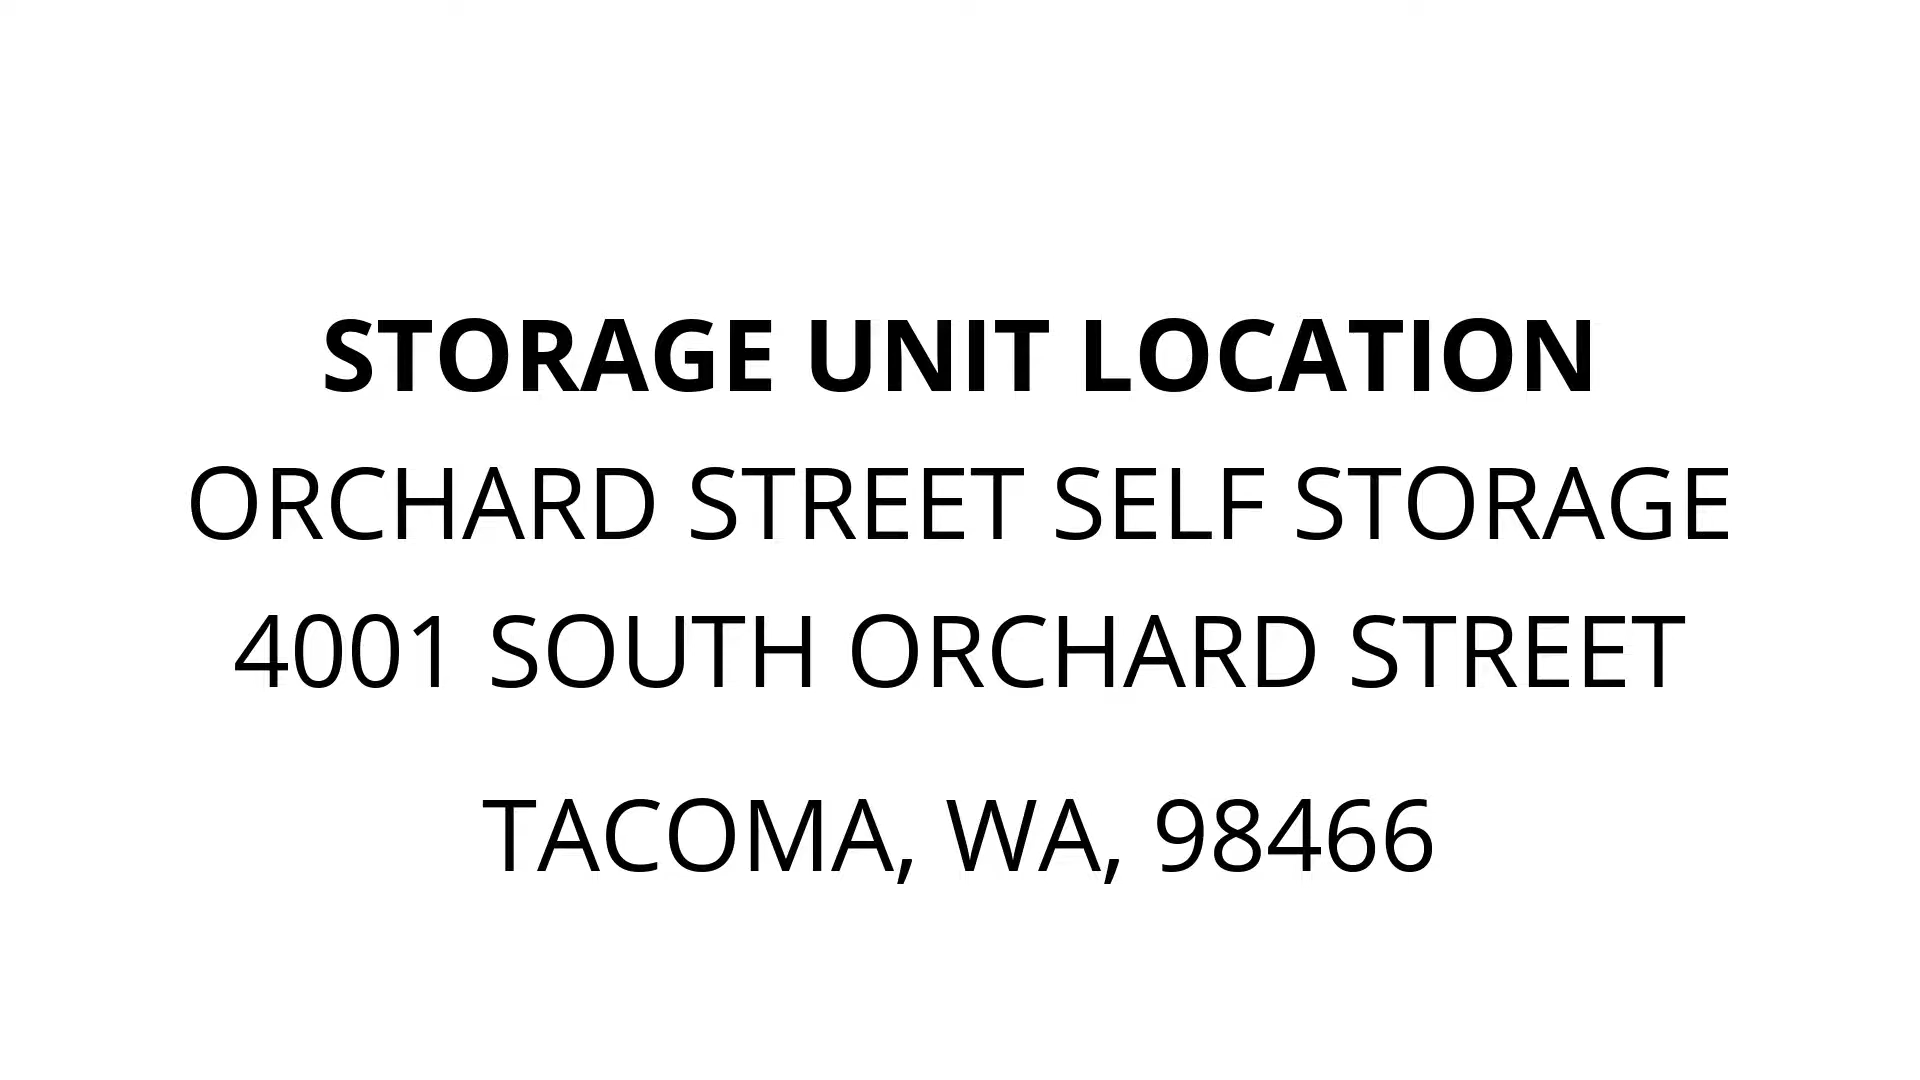 STORAGE UNIT LOCATION
ORCHARD STREET SELF STORAGE
4001 SOUTH ORCHARD STREET
TACOMA, WA, 98466